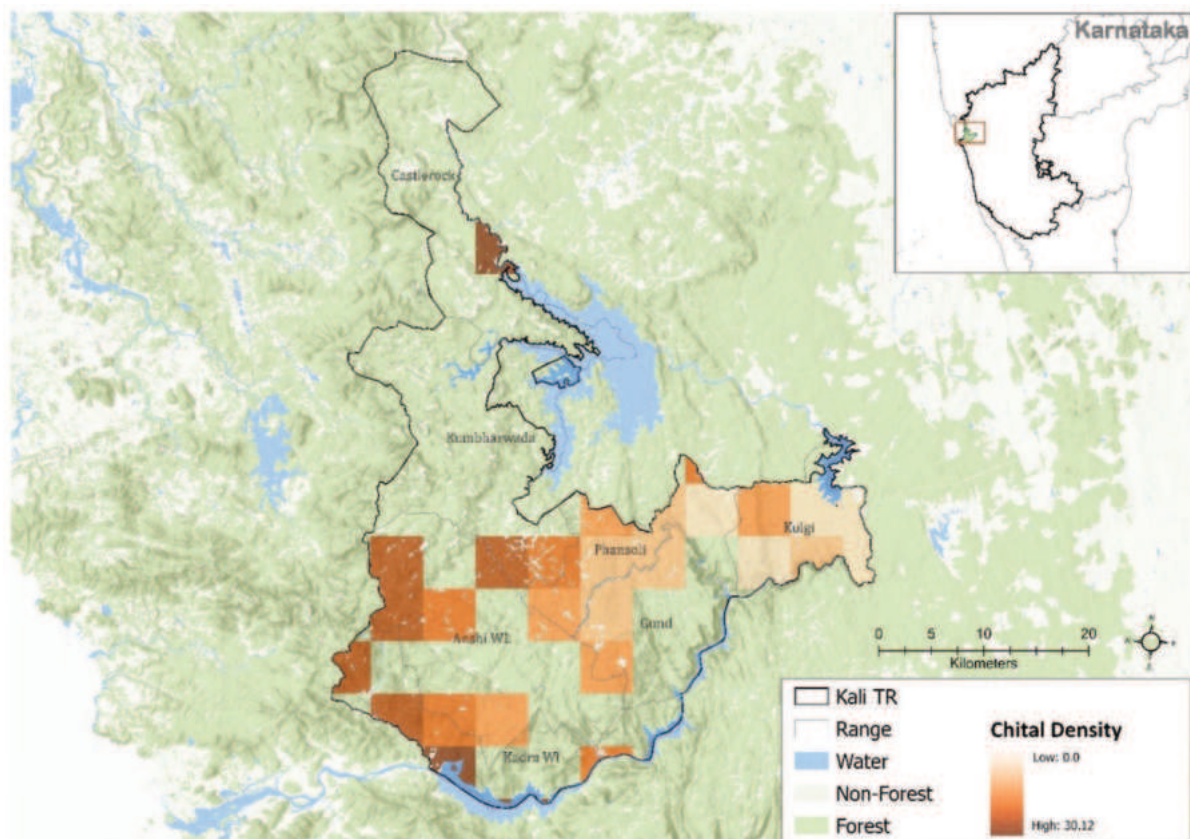 Karnataka
Castlerock
Kumbharwada
Phansoli
Kulgi
Gund
Anshi WL
Kadra Wl
0 5 10 20
Kilometers
N
Kali TR
Range
Water
Non-Forest
Forest
Chital Density
Low: 0.0
High: 30.12